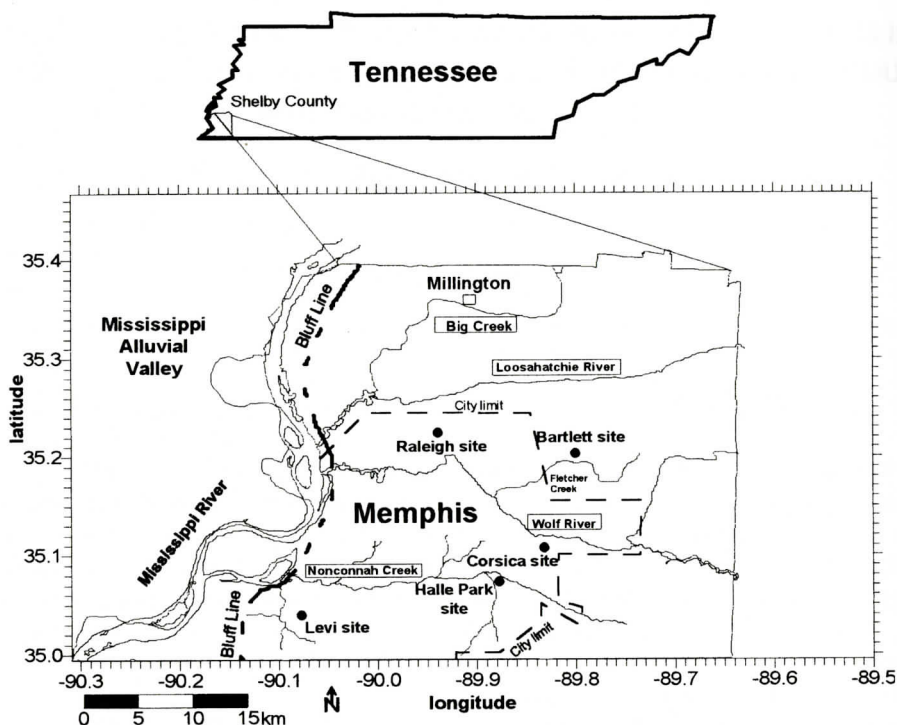 Tennessee
Shelby County
35.4
35.3
35.2
35.1
35.0
latitude
Mississippi
Alluvial
Valley
Bluff Line
Millington
Big Creek
Loosahatchie River
City limit
Raleigh site
Bartlett site
Fletcher
Creek
Memphis
Wolf River
Mississippi River
Nonconnah Creek
Corsica site
Halle Park
site
Levi site
Bluff Line
City limit
-90.3
-90.2
-90.1
-90.0
-89.9
-89.8
-89.7
-89.6
-89.5
longitude
N
0 5 10 15km